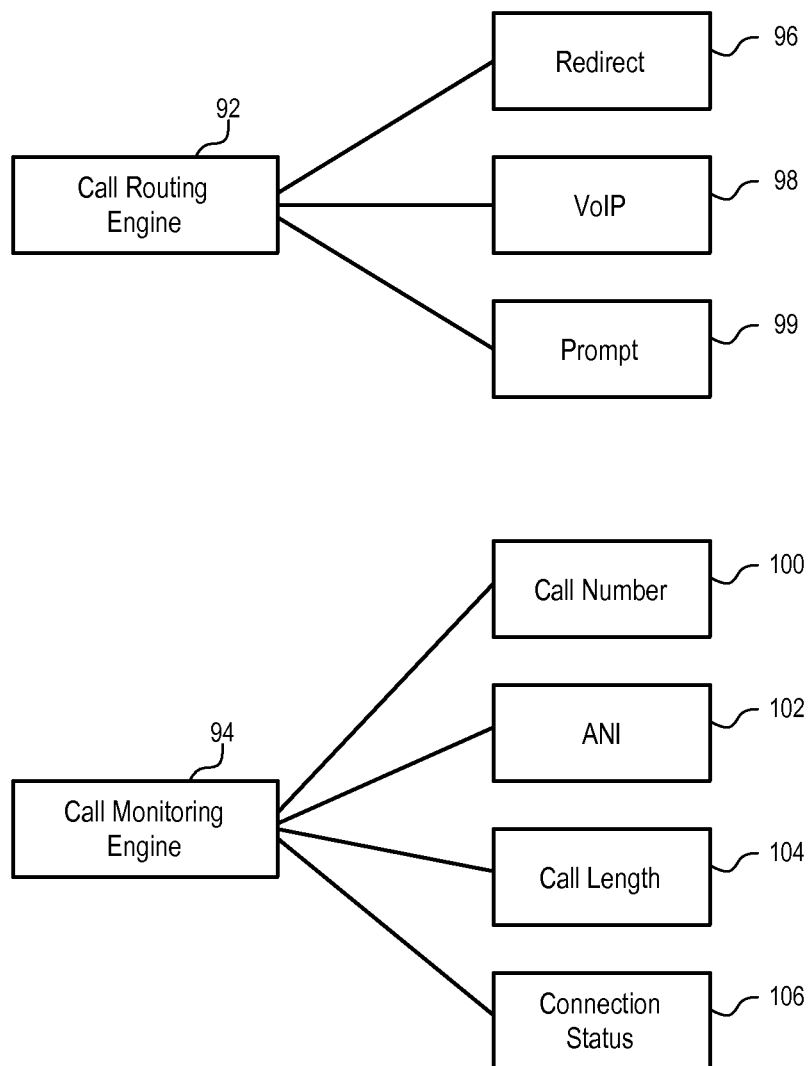 Redirect
96
92
Call Routing
Engine
VoIP
98
Prompt
99
Call Number
100
ANI
102
94
Call Monitoring
Engine
Call Length
104
Connection
Status
106